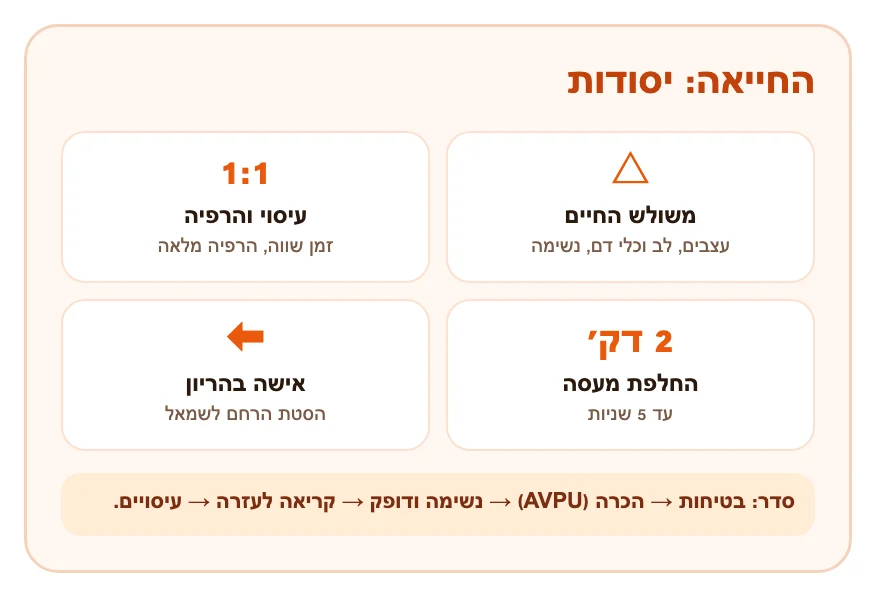 החייאה: יסודות
משולש החיים
עצבים, לב וכלי דם, נשימה
1:1
עיסוי והרפיה
זמן שווה, הרפיה מלאה
2 דק׳
החלפת מעסה
עד 5 שניות
אישה בהריון
הסטת הרחם לשמאל
סדר: בטיחות → הכרה (AVPU) → נשימה ודופק → קריאה לעזרה → עיסויים.